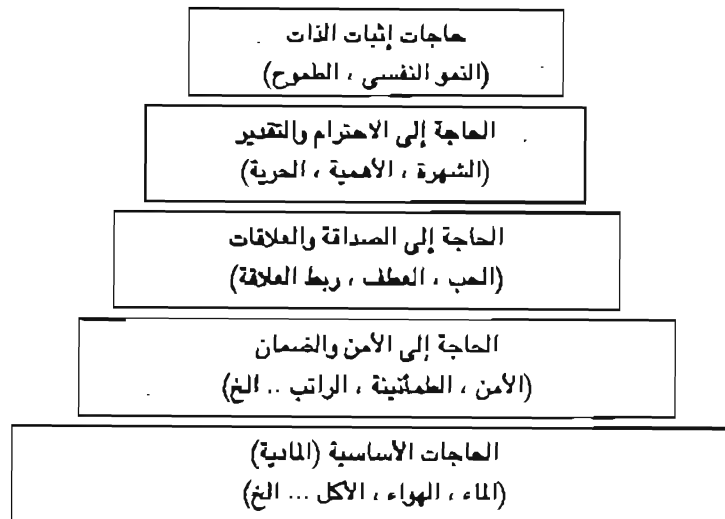 حاجات إثبات الذات
(النمو النفسي ، الطموح)
الحاجة إلى الاحترام والتقدير
(الشهرة ، الأهمية ، الحرية)
الحاجة إلى الصداقة والعلاقات
(الحب ، العطف ، ربط العلاقة)
الحاجة إلى الأمن والضمان
(الأمن ، الطمأنينة ، الراتب .. الخ)
الحاجات الأساسية (المادية)
(الماء ، الهواء ، الأكل ... الخ)